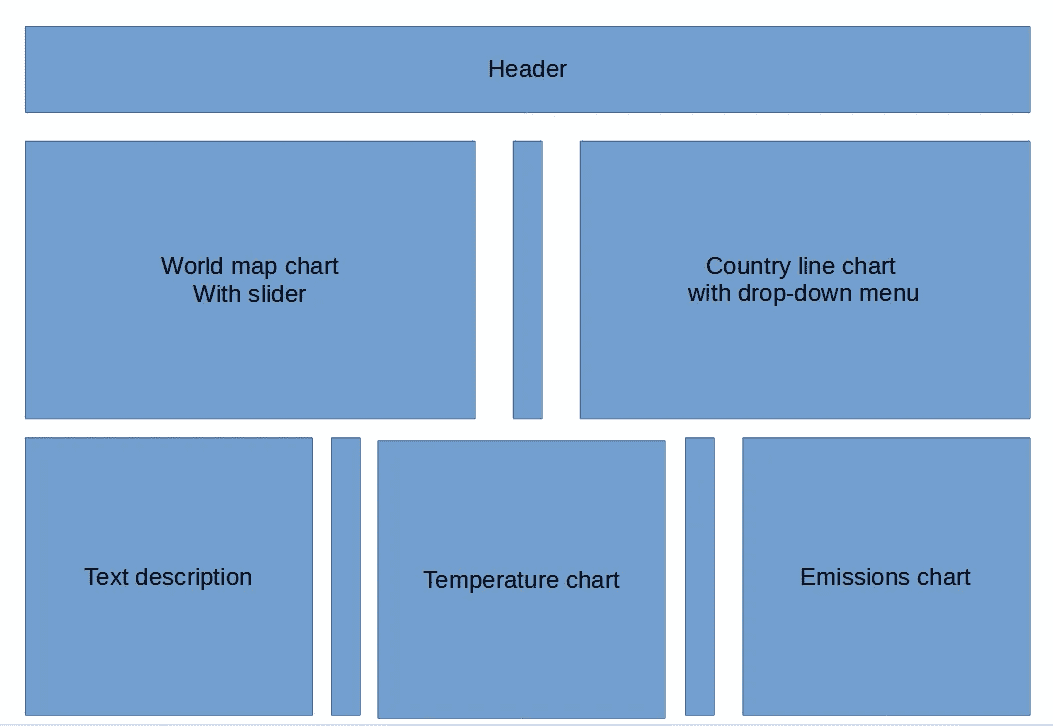 Header
World map chart
With slider
Country line chart
with drop-down menu
Text description
Temperature chart
Emissions chart